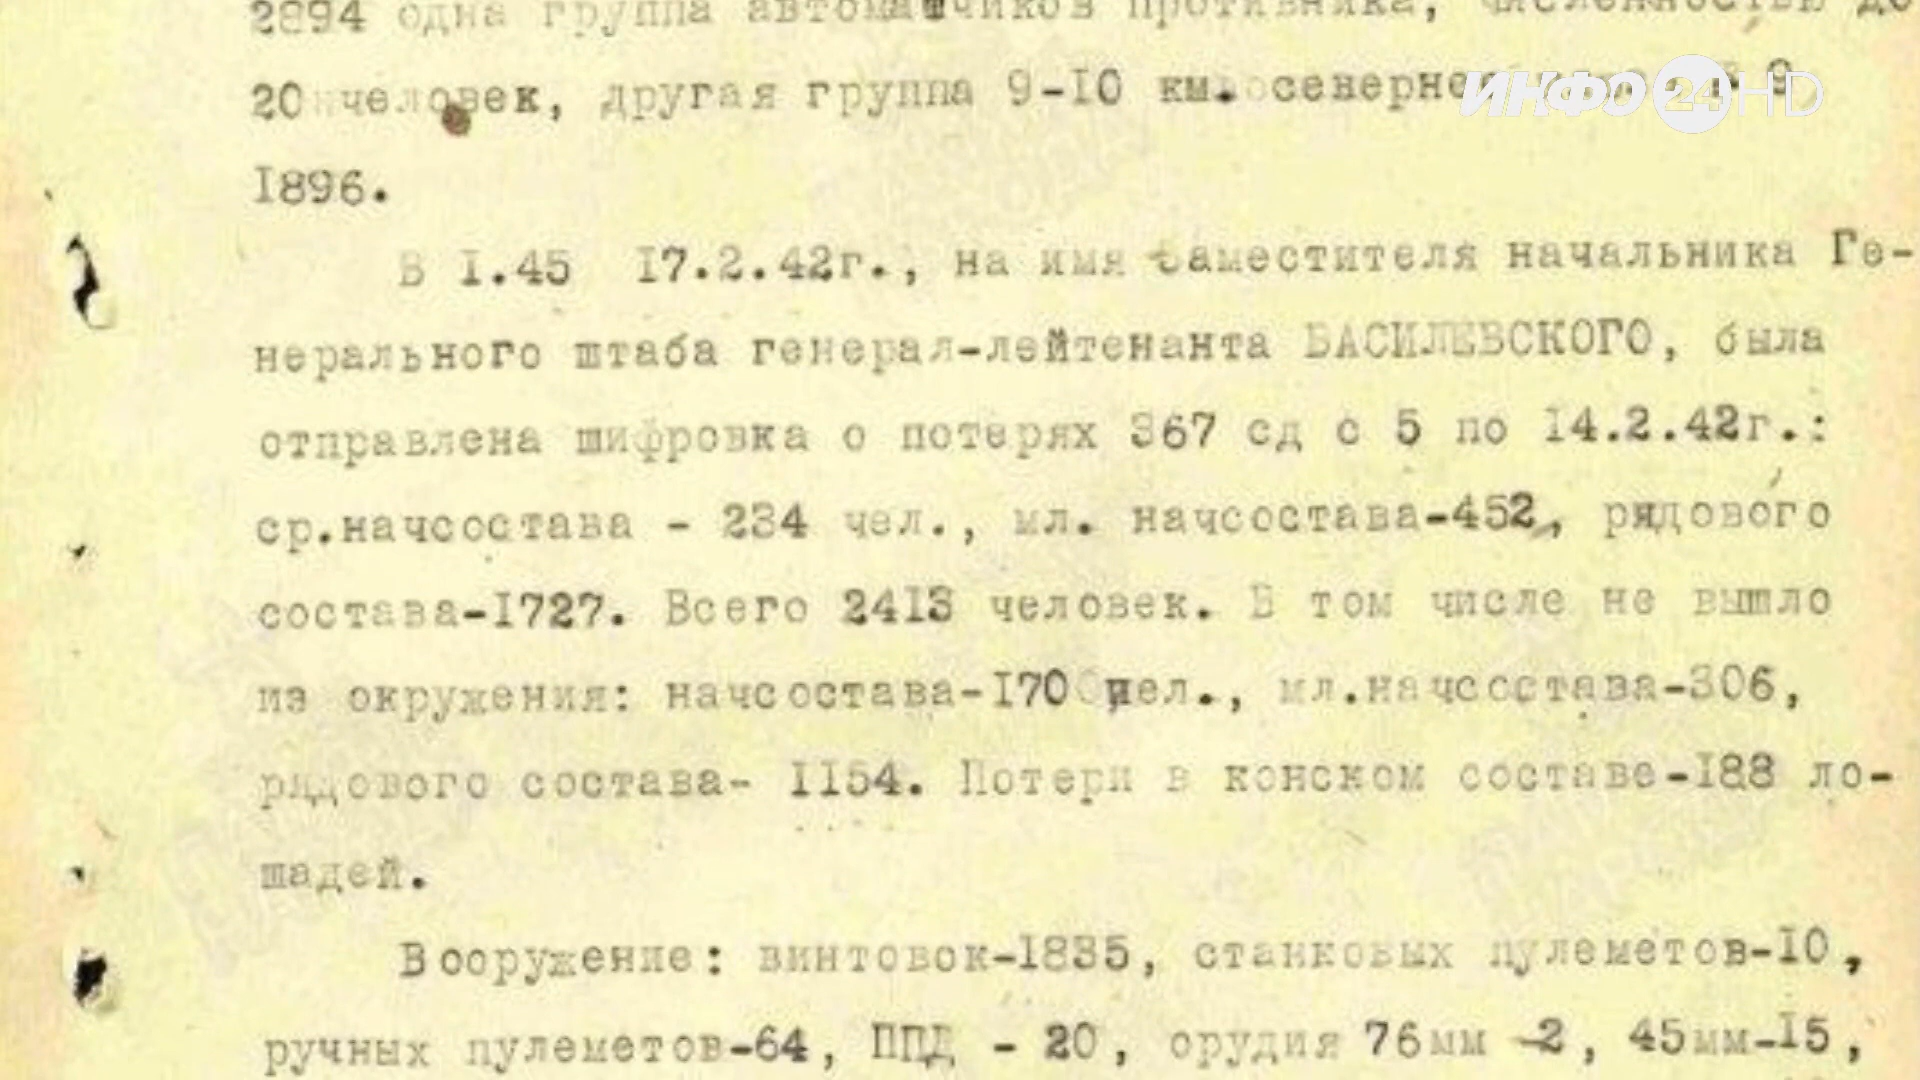 2894 одна группа автоматчиков противника, численностью до
20 человек, другая группа 9-10 км. севернее
ИНФО 24 HD
1896.
В 1.45 17.2.42г., на имя заместителя начальника Ге-
нерального штаба генерал-лейтенанта ВАСИЛЕВСКОГО, была
отправлена шифровка о потерях 367 сд с 5 по 14.2.42г.:
ср.начсостава - 234 чел., мл. начсостава-452, рядового
состава-1727. Всего 2413 человек. В том числе не вышло
из окружения: начсостава-170 чел., мл.начсостава-306,
рядового состава- 1154. Потери в конском составе-188 ло-
шадей.
Вооружение: винтовок-1835, станковых пулеметов-10,
ручных пулеметов-64, ППД - 20, орудия 76мм -2, 45мм-15,